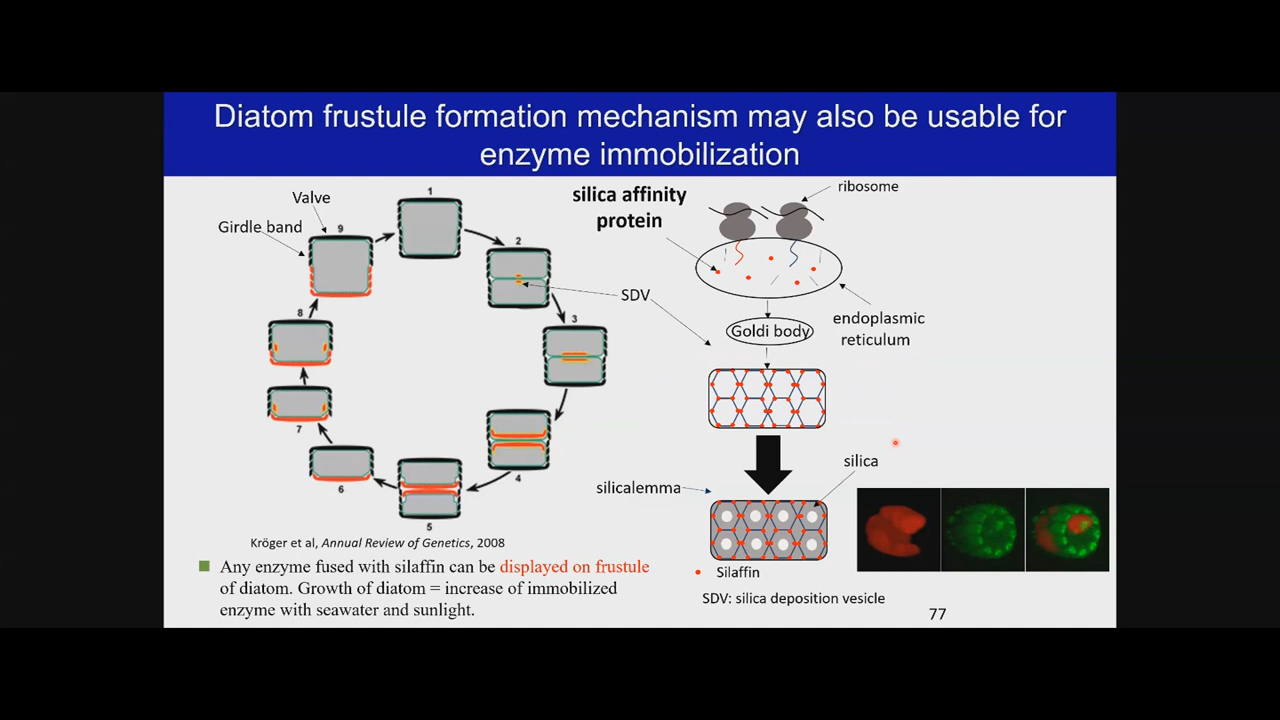 Diatom frustule formation mechanism may also be usable for
enzyme immobilization
Valve
Girdle band
1
2
3
4
5
6
7
8
9
SDV
Kröger et al, Annual Review of Genetics, 2008
Any enzyme fused with silaffin can be displayed on frustule
of diatom. Growth of diatom = increase of immobilized
enzyme with seawater and sunlight.
silica affinity
protein
ribosome
endoplasmic
reticulum
Goldi body
silica
silicalemma
Silaffin
SDV: silica deposition vesicle
77